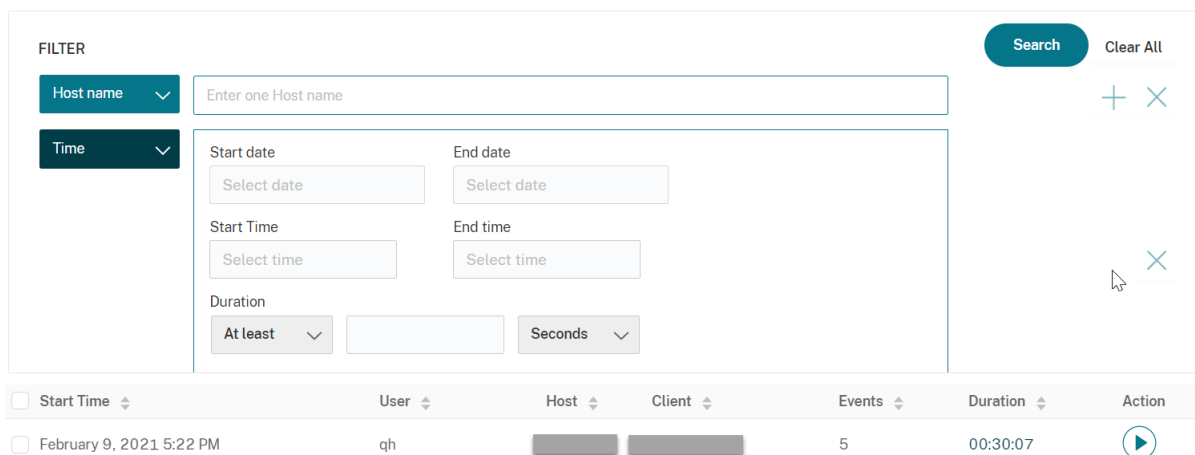 FILTER
Search
Clear All
Host name
Enter one Host name
Time
Start date
End date
Select date
Select date
Start Time
End time
Select time
Select time
Duration
At least
Seconds
Start Time
User
Host
Client
Events
Duration
Action
February 9, 2021 5:22 PM
qh
5
00:30:07